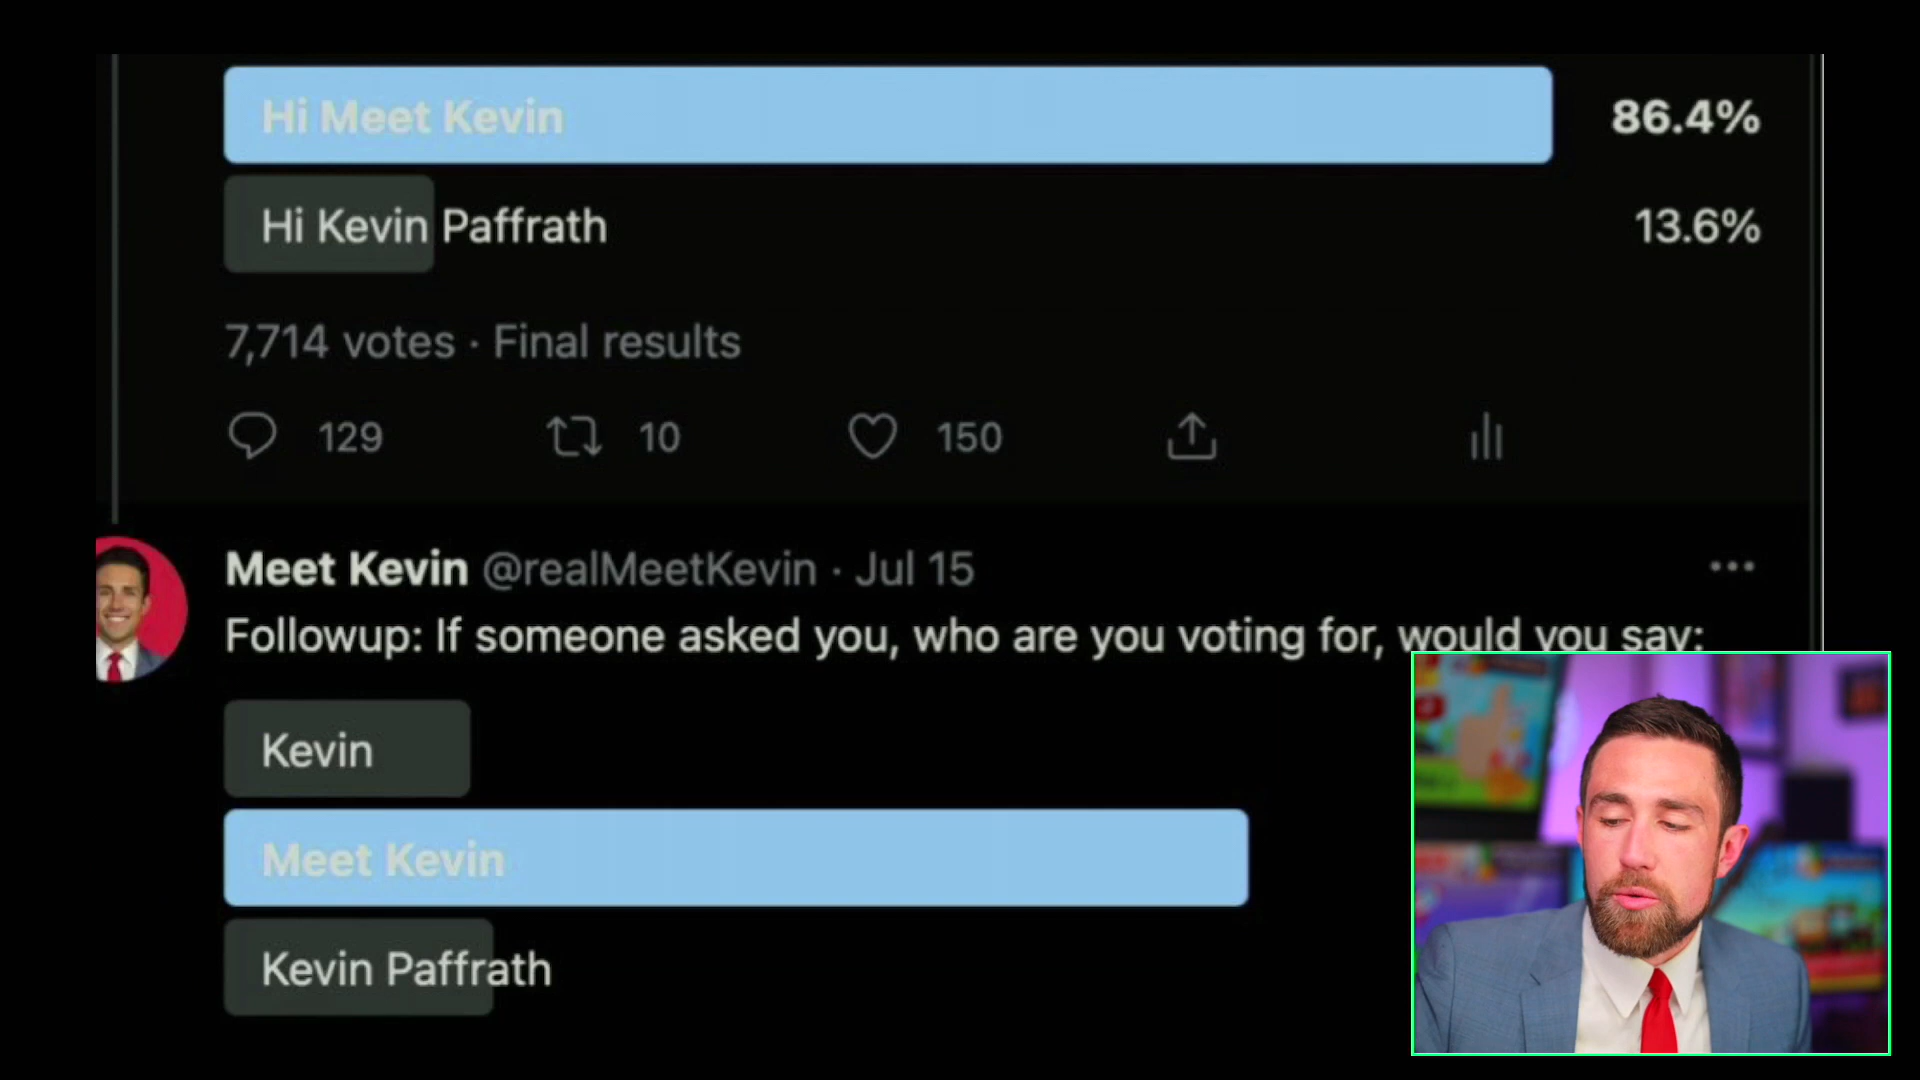 Hi Meet Kevin 86.4%
Hi Kevin Paffrath 13.6%
7,714 votes · Final results
129 10 150
Meet Kevin @realMeetKevin · Jul 15 ...
Followup: If someone asked you, who are you voting for, would you say:
Kevin
Meet Kevin
Kevin Paffrath